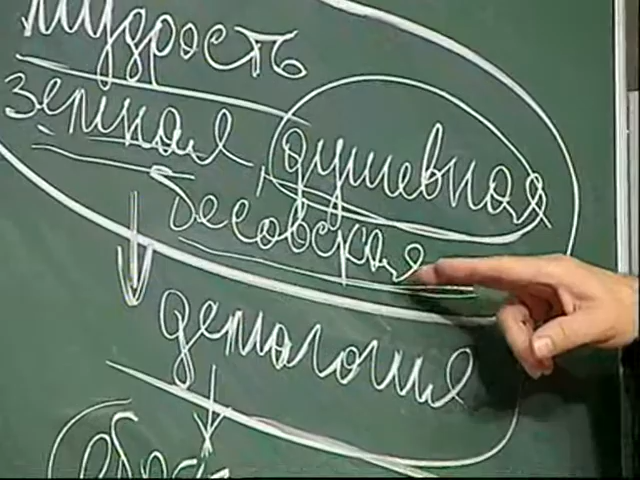 мудрость
земная, душевная
бесовская
демагогия